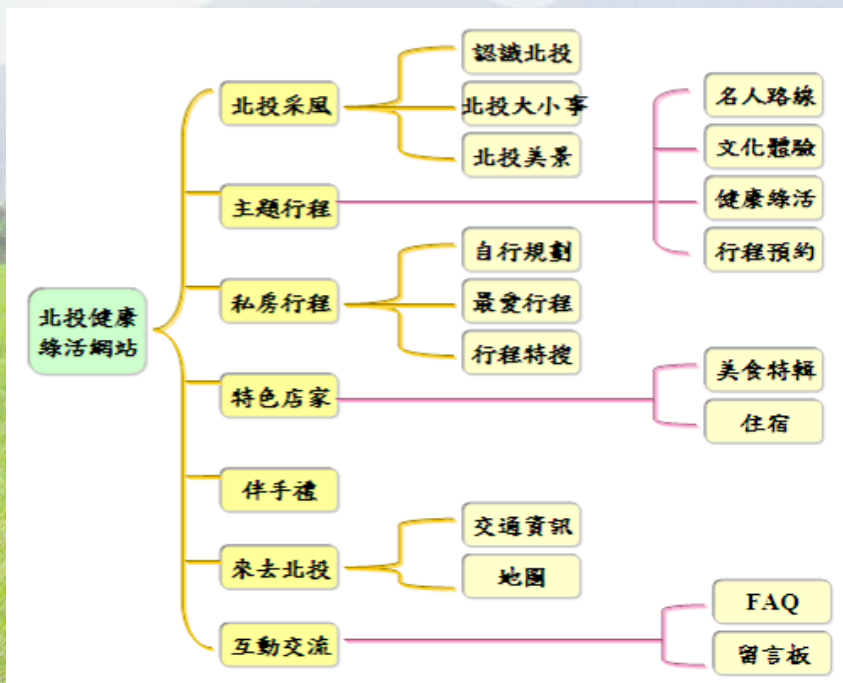 北投健康
綠活網站
北投采風
認識北投
北投大小事
北投美景
主題行程
名人路線
文化體驗
健康綠活
行程預約
私房行程
自行規劃
最愛行程
行程特搜
特色店家
美食特輯
住宿
伴手禮
來去北投
交通資訊
地圖
互動交流
FAQ
留言板